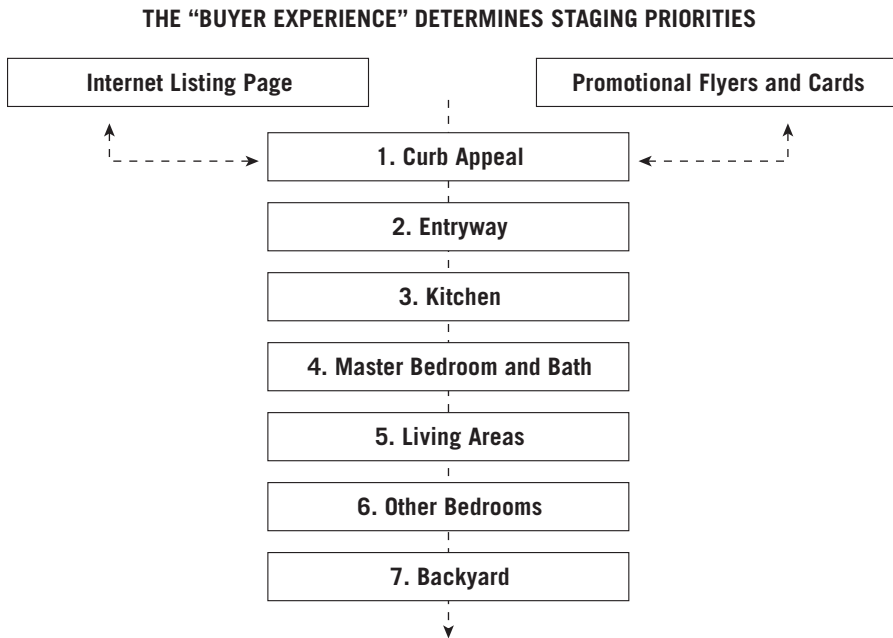 THE “BUYER EXPERIENCE” DETERMINES STAGING PRIORITIES
Internet Listing Page
Promotional Flyers and Cards
1. Curb Appeal
2. Entryway
3. Kitchen
4. Master Bedroom and Bath
5. Living Areas
6. Other Bedrooms
7. Backyard